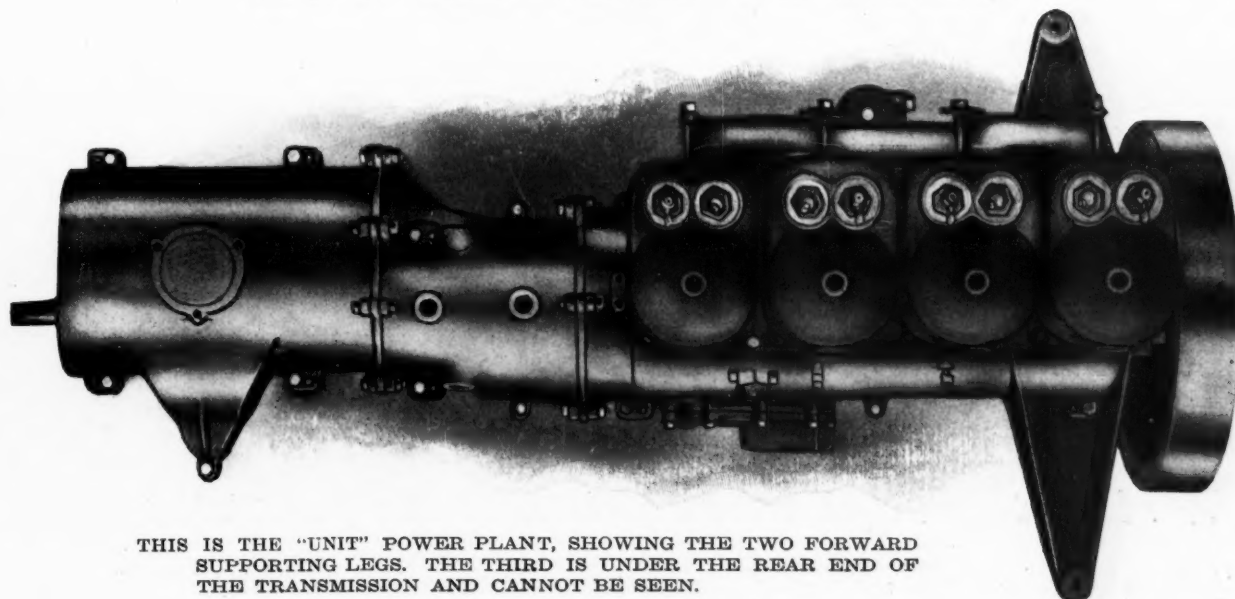 THIS IS THE "UNIT" POWER PLANT, SHOWING THE TWO FORWARD
SUPPORTING LEGS. THE THIRD IS UNDER THE REAR END OF
THE TRANSMISSION AND CANNOT BE SEEN.